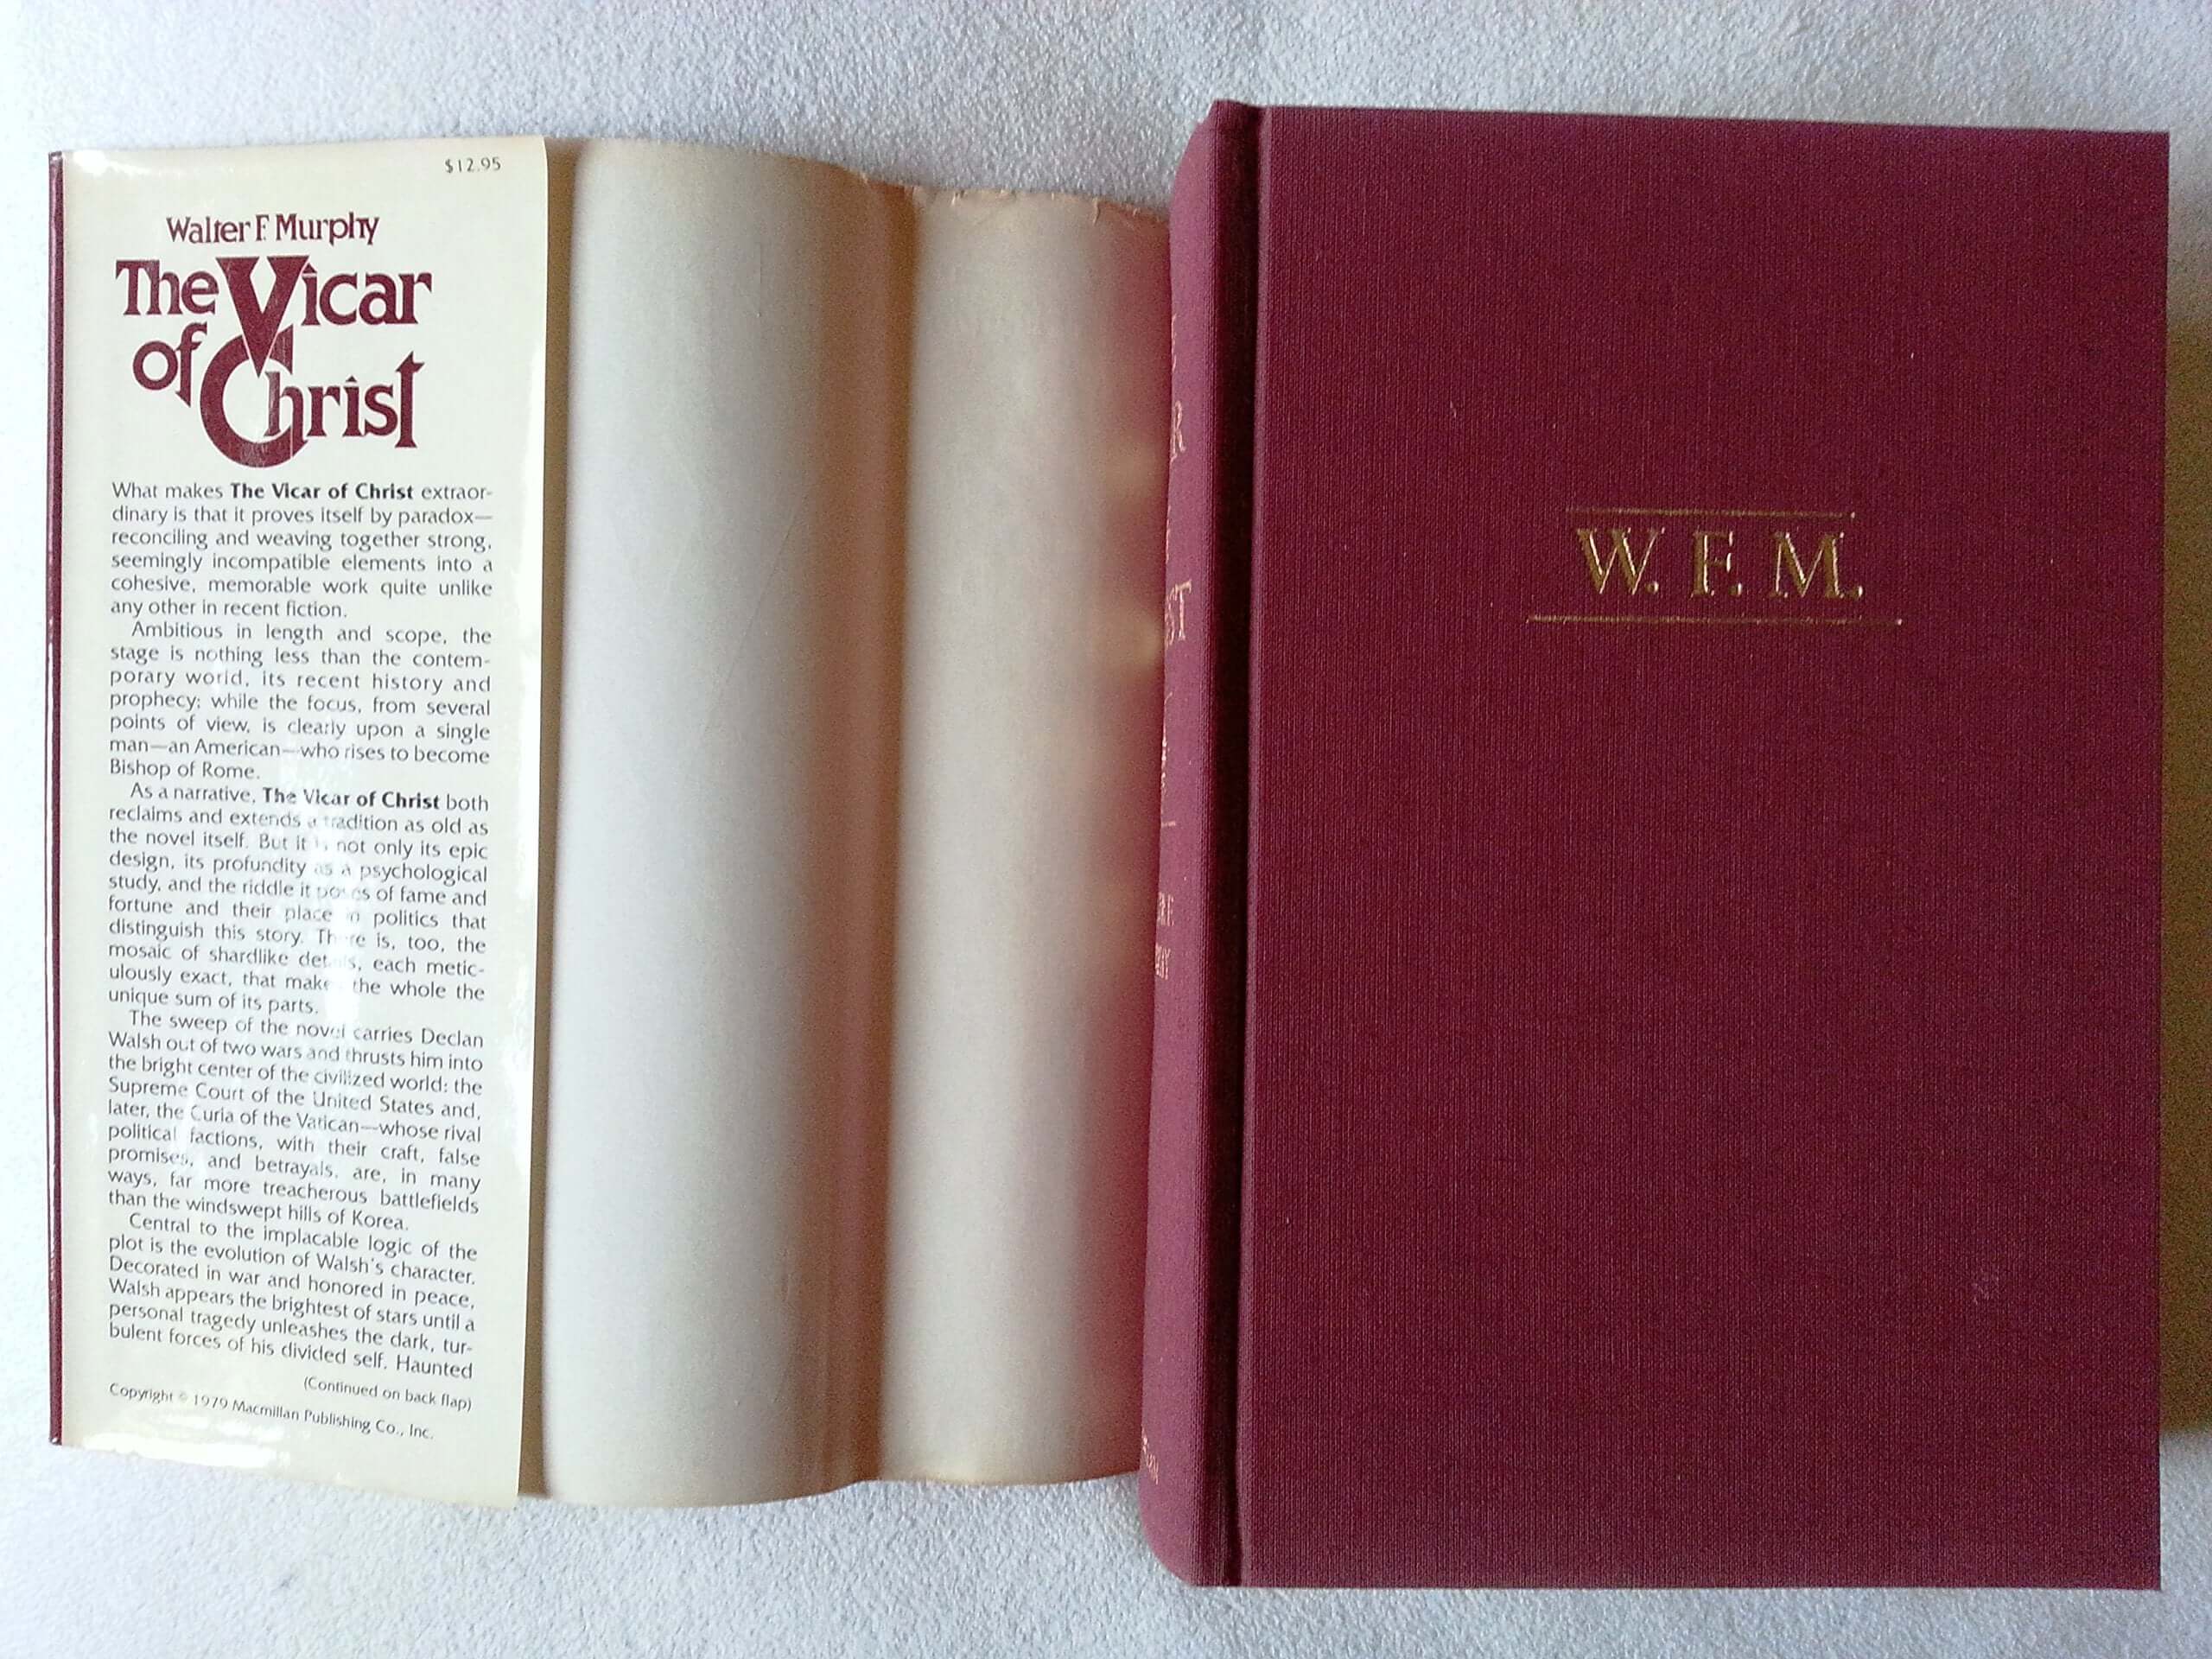 $12.95
Walter F. Murphy
The Vicar
of Christ
What makes The Vicar of Christ extraor-
dinary is that it proves itself by paradox—
reconciling and weaving together strong,
seemingly incompatible elements into a
cohesive, memorable work quite unlike
any other in recent fiction.
Ambitious in length and scope, the
stage is nothing less than the contem-
porary world, its recent history and
prophecy; while the focus, from several
points of view, is clearly upon a single
man—an American—who rises to become
Bishop of Rome.
As a narrative, The Vicar of Christ both
reclaims and extends a tradition as old as
the novel itself. But it is not only its epic
design, its profundity as a psychological
study, and the riddle it poses of fame and
fortune and their place in politics that
distinguish this story. There is, too, the
mosaic of shardlike details, each metic-
ulously exact, that makes the whole the
unique sum of its parts.
The sweep of the novel carries Declan
Walsh out of two wars and thrusts him into
the bright center of the civilized world: the
Supreme Court of the United States and,
later, the Curia of the Vatican—whose rival
political factions, with their craft, false
promises, and betrayals, are, in many
ways, far more treacherous battlefields
than the windswept hills of Korea.
Central to the implacable logic of the
plot is the evolution of Walsh's character.
Decorated in war and honored in peace,
Walsh appears the brightest of stars until a
personal tragedy unleashes the dark, tur-
bulent forces of his divided self. Haunted
(Continued on back flap)
Copyright © 1979 Macmillan Publishing Co., Inc.
W. F. M.